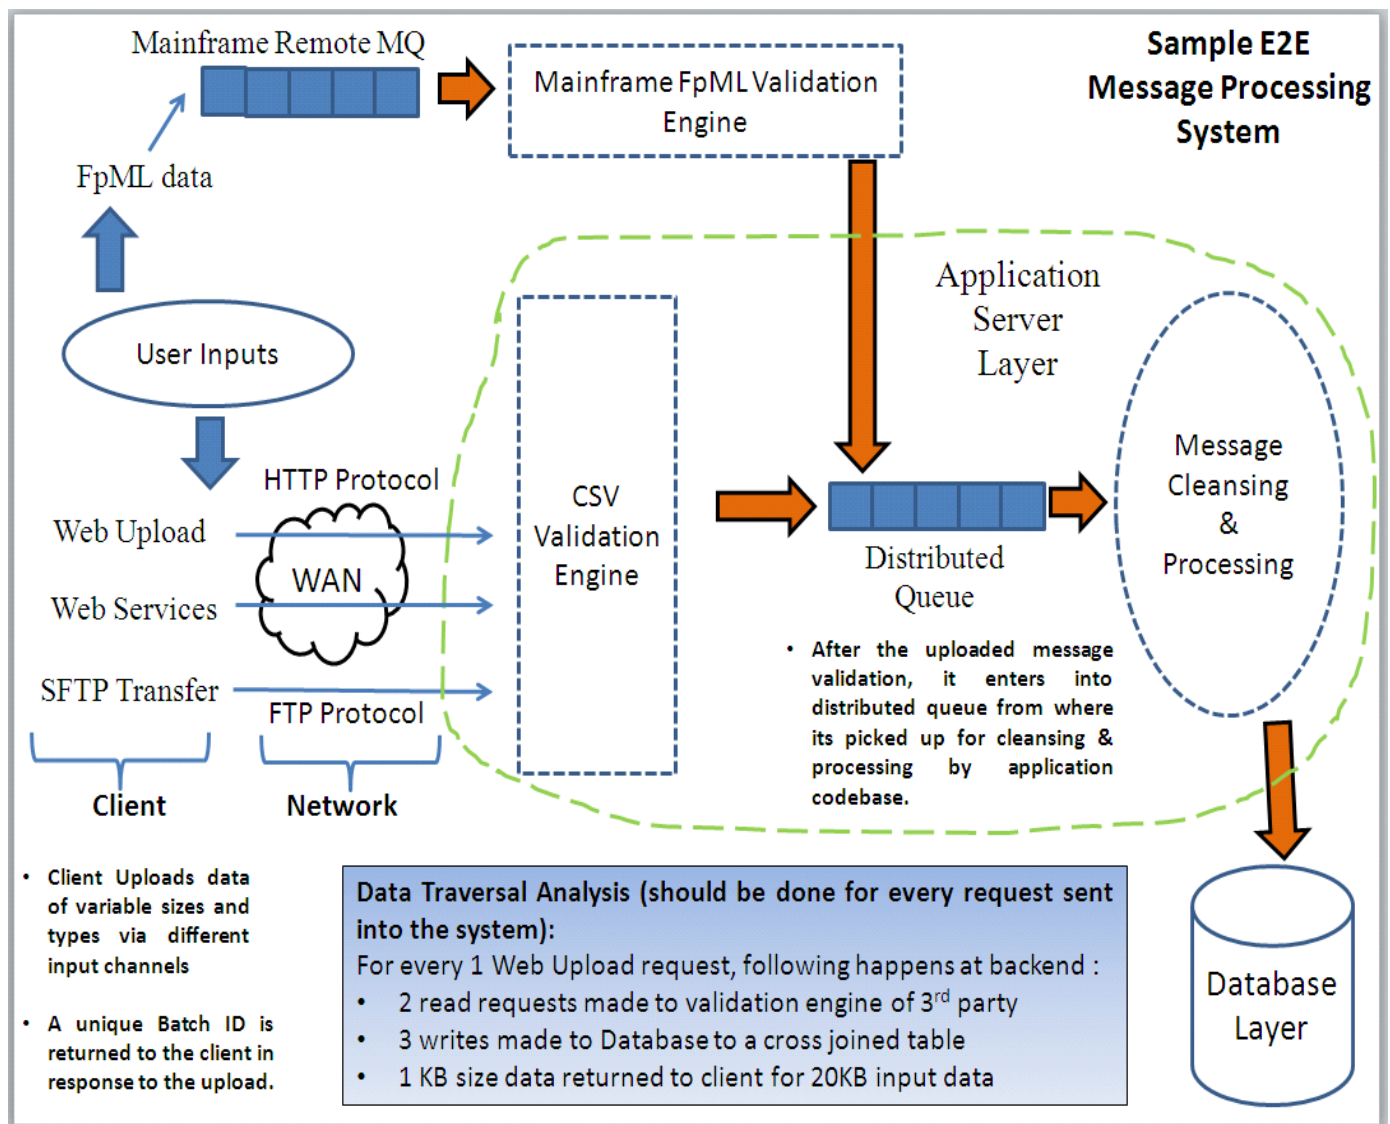 Sample E2E
Message Processing
System
Mainframe Remote MQ
Mainframe FpML Validation
Engine
FpML data
User Inputs
Application
Server
Layer
HTTP Protocol
Web Upload
WAN
Web Services
SFTP Transfer
FTP Protocol
Client
Network
CSV
Validation
Engine
Distributed
Queue
Message
Cleansing
&
Processing
• After the uploaded message
validation, it enters into
distributed queue from where
its picked up for cleansing &
processing by application
codebase.
• Client Uploads data
of variable sizes and
types via different
input channels
• A unique Batch ID is
returned to the client in
response to the upload.
Data Traversal Analysis (should be done for every request sent
into the system):
For every 1 Web Upload request, following happens at backend :
• 2 read requests made to validation engine of 3rd party
• 3 writes made to Database to a cross joined table
• 1 KB size data returned to client for 20KB input data
Database
Layer